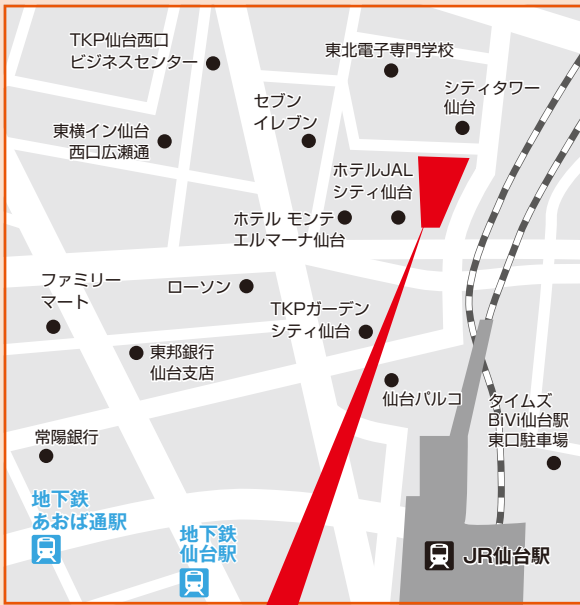 TKP仙台西口
ビジネスセンター
東北電子専門学校
シティタワー
仙台
セブン
イレブン
東横イン仙台
西口広瀬通
ホテルJAL
シティ仙台
ホテル モンテ
エルマーナ仙台
ファミリー
マート
ローソン
TKPガーデン
シティ仙台
東邦銀行
仙台支店
仙台パルコ
タイムズ
BiVi仙台駅
東口駐車場
常陽銀行
地下鉄
あおば通駅
地下鉄
仙台駅
JR仙台駅